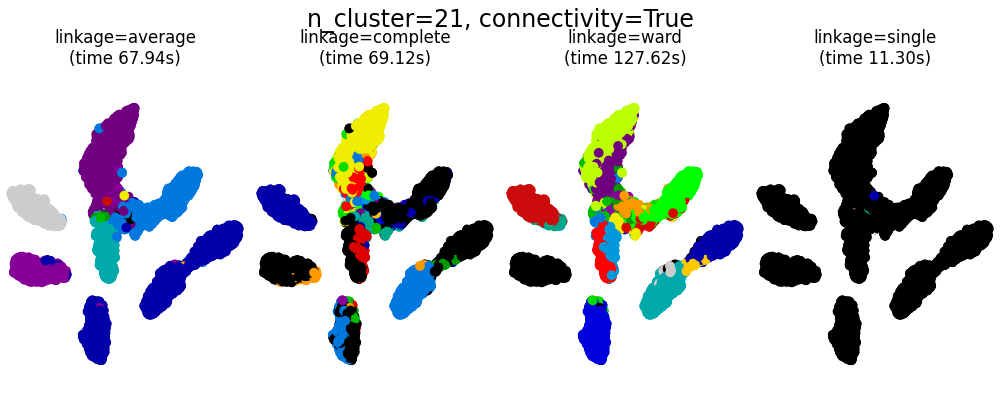 n_cluster=21, connectivity=True
linkage=average
(time 67.94s)
linkage=complete
(time 69.12s)
linkage=ward
(time 127.62s)
linkage=single
(time 11.30s)